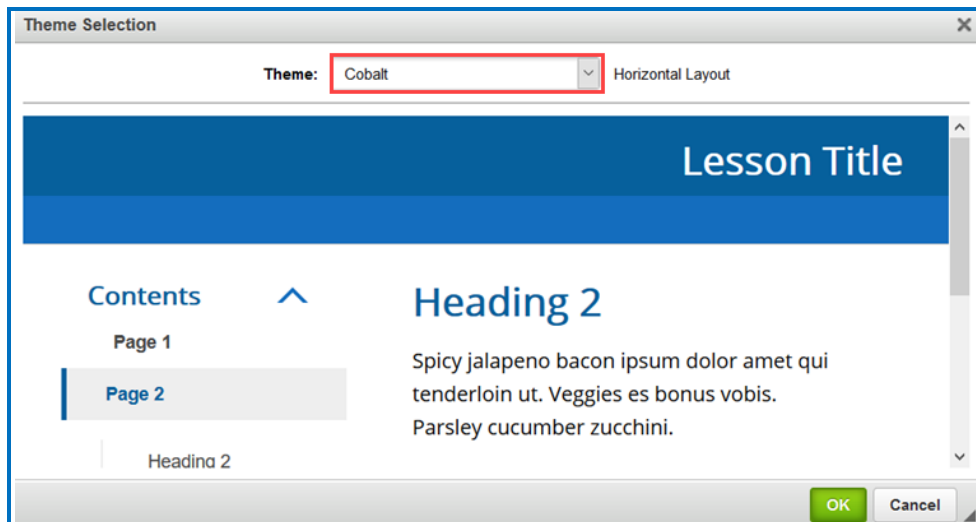 Theme Selection
Theme: Cobalt Horizontal Layout
Lesson Title
Contents
Page 1
Page 2
Heading 2
Heading 2
Spicy jalapeno bacon ipsum dolor amet qui
tenderloin ut. Veggies es bonus vobis.
Parsley cucumber zucchini.
OK Cancel